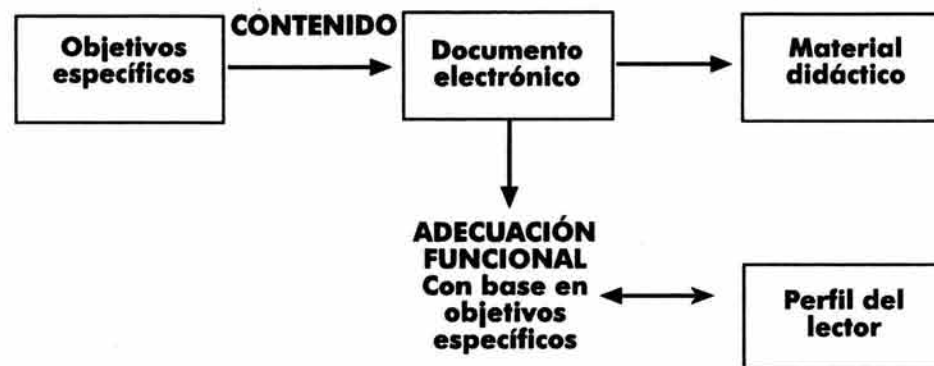 CONTENIDO
Objetivos
específicos
Documento
electrónico
Material
didáctico
ADECUACIÓN
FUNCIONAL
Con base en
objetivos
específicos
Perfil del
lector